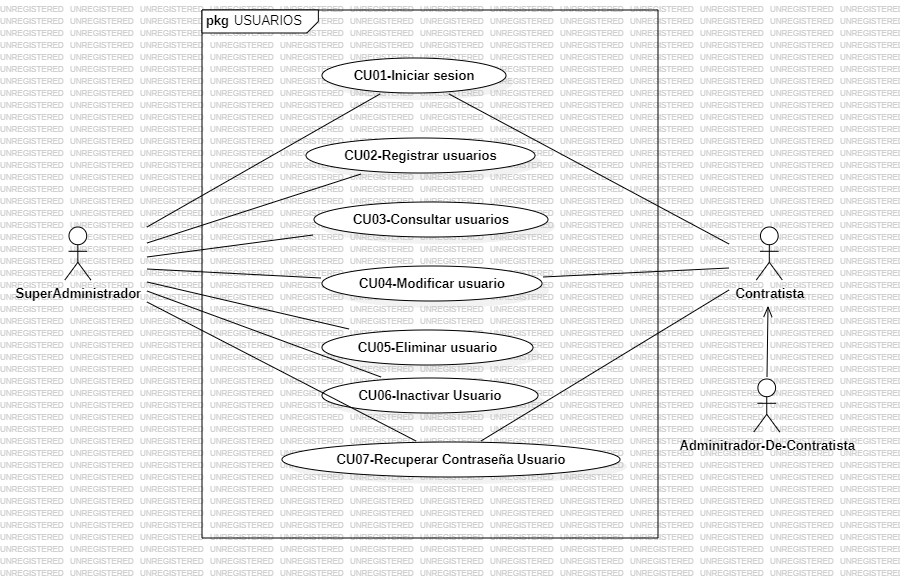 pkg USUARIOS
CU01-Iniciar sesion
CU02-Registrar usuarios
CU03-Consultar usuarios
SuperAdministrador
CU04-Modificar usuario
Contratista
CU05-Eliminar usuario
CU06-Inactivar Usuario
Adminitrador-De-Contratista
CU07-Recuperar Contraseña Usuario
UNREGISTERED